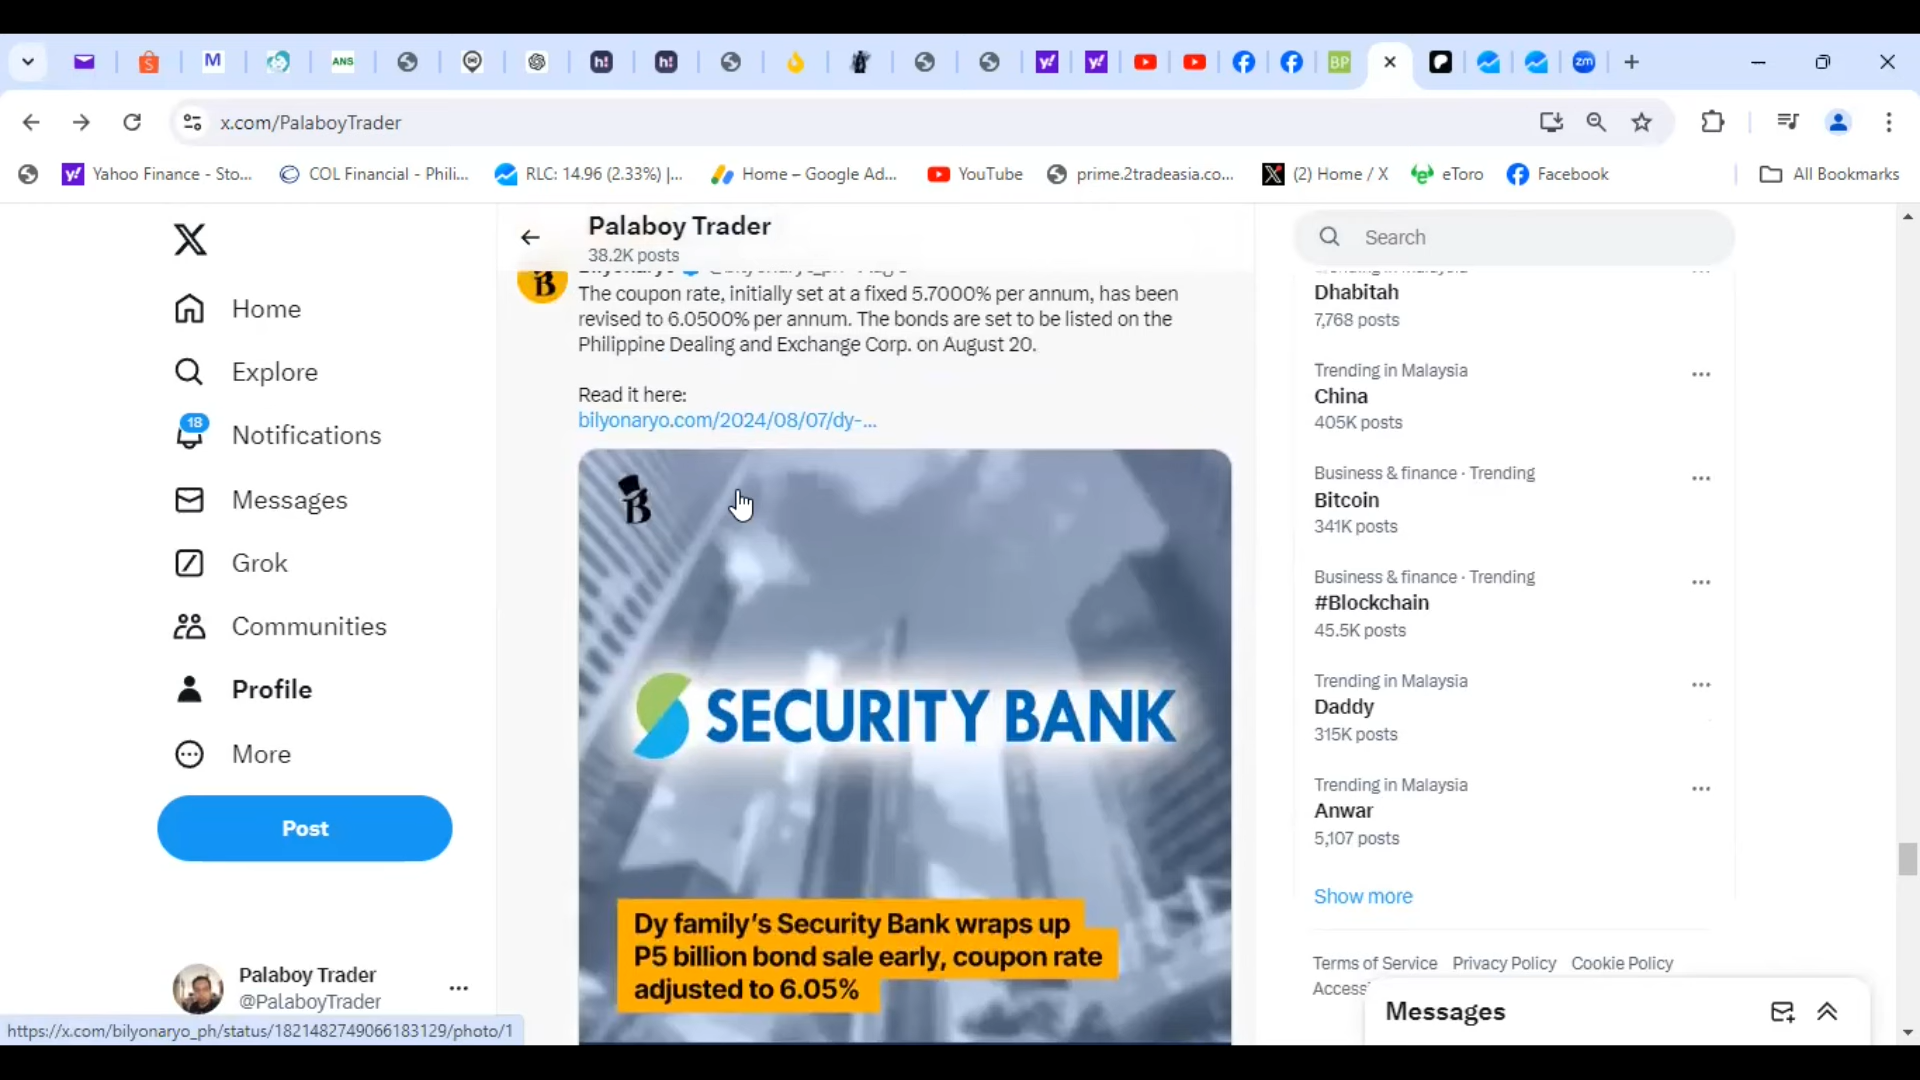 M
ANS
h!
h!
y!
y!
BP
zm
x.com/PalaboyTrader
y! Yahoo Finance - Sto...
COL Financial - Phili...
RLC: 14.96 (2.33%) |...
Home – Google Ad...
YouTube
prime.2tradeasia.co...
(2) Home / X
eToro
Facebook
All Bookmarks
Home
Explore
18
Notifications
Messages
Grok
Communities
Profile
More
Post
Palaboy Trader
@PalaboyTrader
https://x.com/bilyonaryo_ph/status/1821482749066183129/photo/1
Palaboy Trader
38.2K posts
The coupon rate, initially set at a fixed 5.7000% per annum, has been
revised to 6.0500% per annum. The bonds are set to be listed on the
Philippine Dealing and Exchange Corp. on August 20.
Read it here:
bilyonaryo.com/2024/08/07/dy-...
B
SECURITY BANK
Dy family's Security Bank wraps up
P5 billion bond sale early, coupon rate
adjusted to 6.05%
Search
Dhabitah
7,768 posts
Trending in Malaysia
China
405K posts
Business & finance · Trending
Bitcoin
341K posts
Business & finance · Trending
#Blockchain
45.5K posts
Trending in Malaysia
Daddy
315K posts
Trending in Malaysia
Anwar
5,107 posts
Show more
Terms of Service Privacy Policy Cookie Policy
Messages